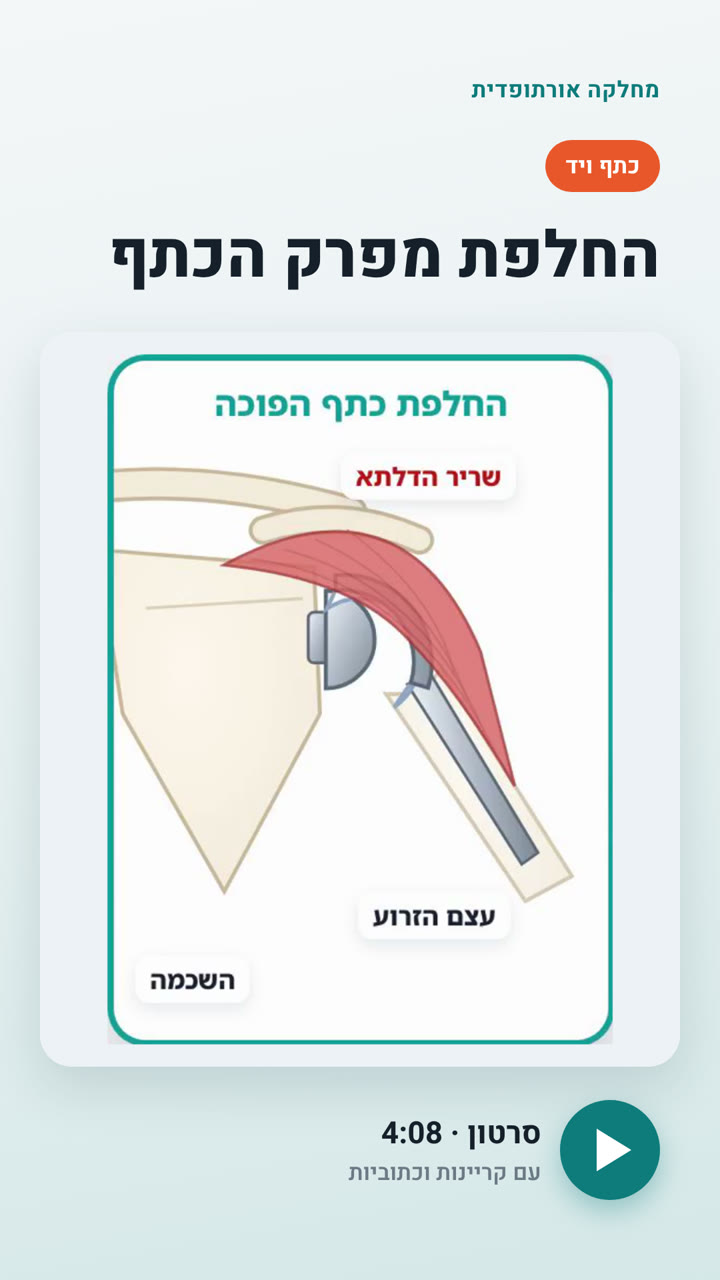 מחלקה אורתופדית
כתף ויד
החלפת מפרק הכתף
החלפת כתף הפוכה
שריר הדלתא
עצם הזרוע
השכמה
סרטון · 4:08
עם קריינות וכתוביות